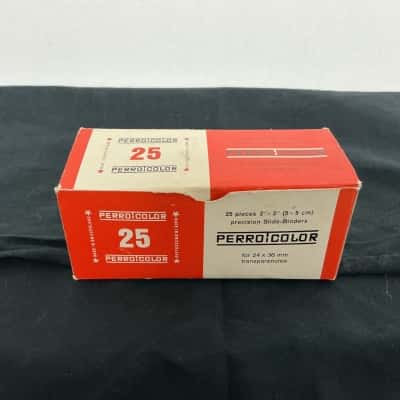 PERROTCOLOR
25
PERROTCOLOR
PERROTCOLOR
25
PERROTCOLOR
25 pieces 2"×2" (5×5 cm)
precision Slide-Binders
PERROTCOLOR
for 24 x 36 mm
transparencies